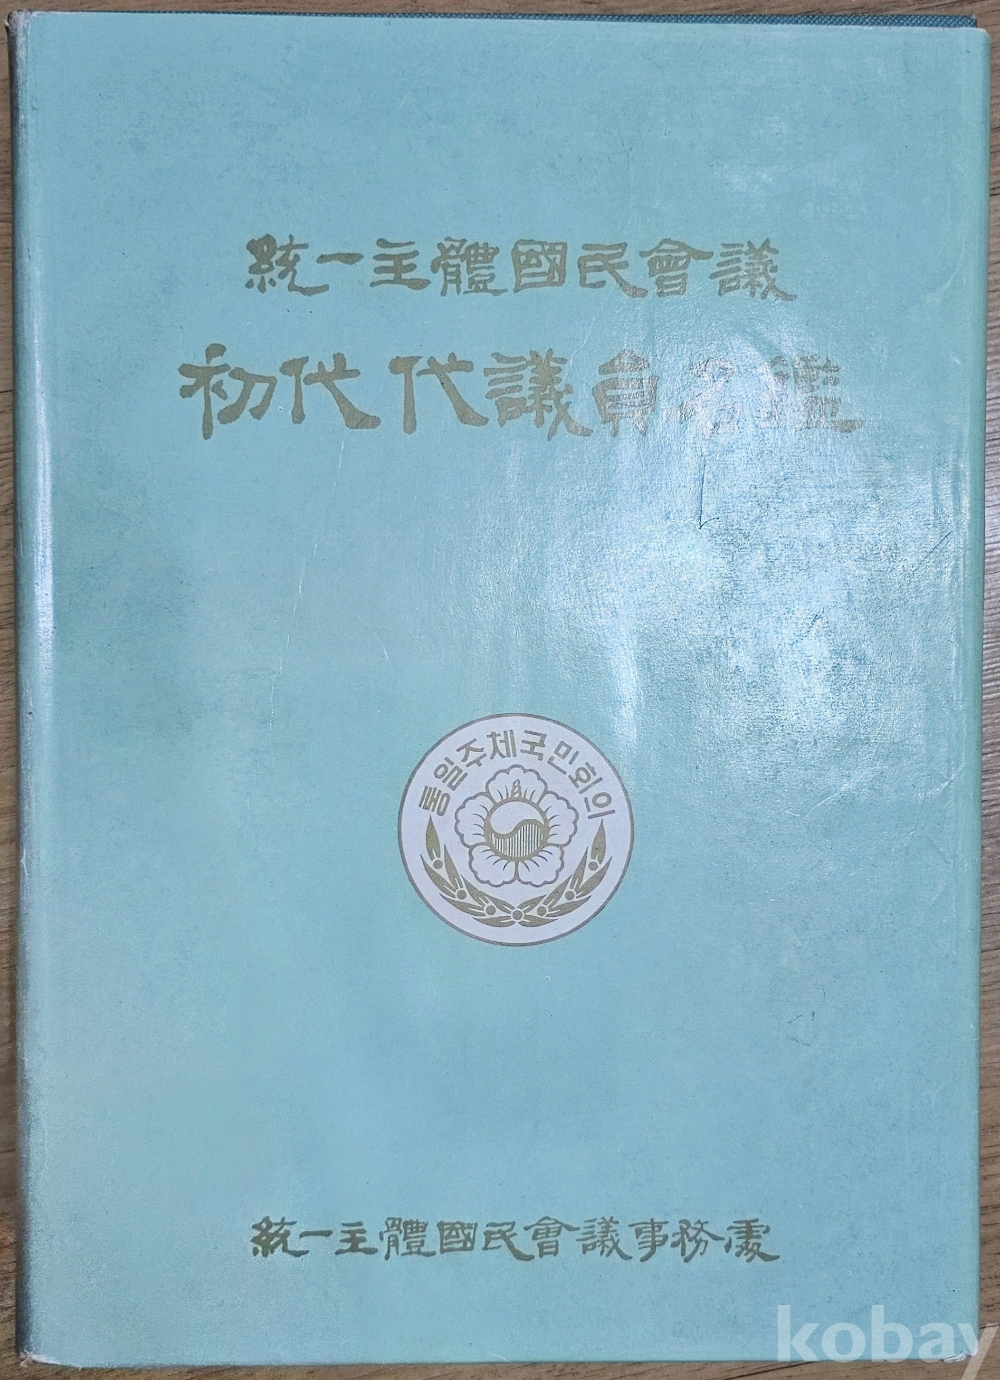 統一主體國民會議
初代 代議員名鑑
통일주체국민회의
統一主體國民會議事務處
kobay